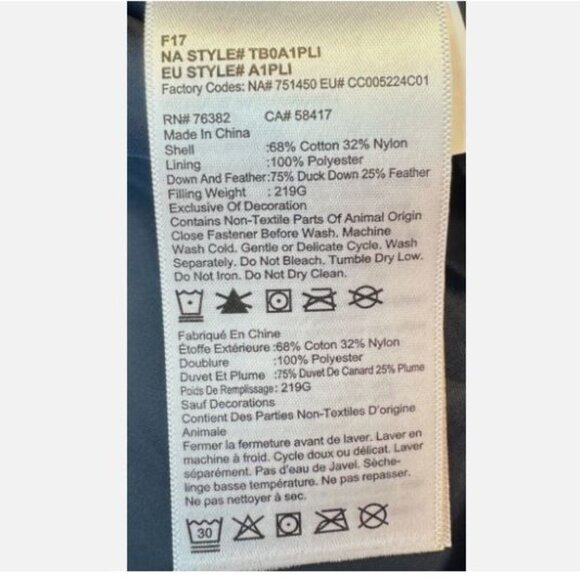 F17
NA STYLE# TB0A1PLI
EU STYLE# A1PLI
Factory Codes: NA# 751450 EU# CC005224C01
RN# 76382 CA# 58417
Made In China
Shell :68% Cotton 32% Nylon
Lining :100% Polyester
Down And Feather:75% Duck Down 25% Feather
Filling Weight : 219G
Exclusive Of Decoration
Contains Non-Textile Parts Of Animal Origin
Close Fastener Before Wash. Machine
Wash Cold. Gentle or Delicate Cycle. Wash
Separately. Do Not Bleach. Tumble Dry Low.
Do Not Iron. Do Not Dry Clean.
Fabriqué En Chine
Étoffe Extérieure :68% Coton 32% Nylon
Doublure :100% Polyester
Duvet Et Plume :75% Duvet De Canard 25% Plume
Poids De Remplissage: 219G
Sauf Decorations
Contient Des Parties Non-Textiles D'origine
Animale
Fermer la fermeture avant de laver. Laver en
machine à froid. Cycle doux ou délicat. Laver
séparément. Pas d'eau de Javel. Sèche-
linge basse température. Ne pas repasser.
Ne pas nettoyer à sec.
30